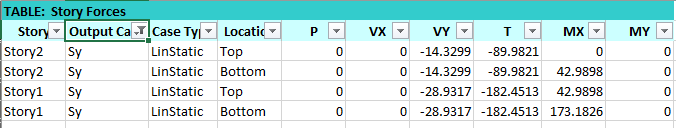 TABLE: Story Forces
Story Output Ca Case Typ Locatio P VX VY T MX MY
Story2 Sy LinStatic Top 0 0 -14.3299 -89.9821 0 0
Story2 Sy LinStatic Bottom 0 0 -14.3299 -89.9821 42.9898 0
Story1 Sy LinStatic Top 0 0 -28.9317 -182.4513 42.9898 0
Story1 Sy LinStatic Bottom 0 0 -28.9317 -182.4513 173.1826 0